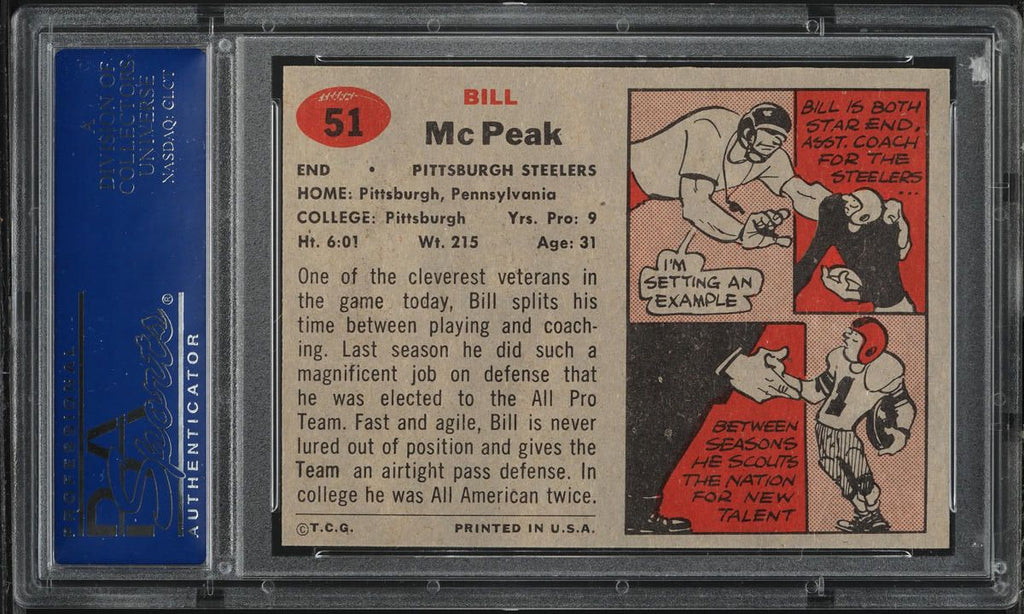 A
DIVISION OF
COLLECTORS
UNIVERSE
NASDAQ: CLCT
PROFESSIONAL
PSA
Sports®
AUTHENTICATOR
51
BILL
McPeak
END • PITTSBURGH STEELERS
HOME: Pittsburgh, Pennsylvania
COLLEGE: Pittsburgh Yrs. Pro: 9
Ht. 6:01 Wt. 215 Age: 31
One of the cleverest veterans in
the game today, Bill splits his
time between playing and coach-
ing. Last season he did such a
magnificent job on defense that
he was elected to the All Pro
Team. Fast and agile, Bill is never
lured out of position and gives the
Team an airtight pass defense. In
college he was All American twice.
©T.C.G. PRINTED IN U.S.A.
BILL IS BOTH
STAR END,
ASST. COACH
FOR THE
STEELERS
...
I'M
SETTING AN
EXAMPLE
BETWEEN
SEASONS
HE SCOUTS
THE NATION
FOR NEW
TALENT
1